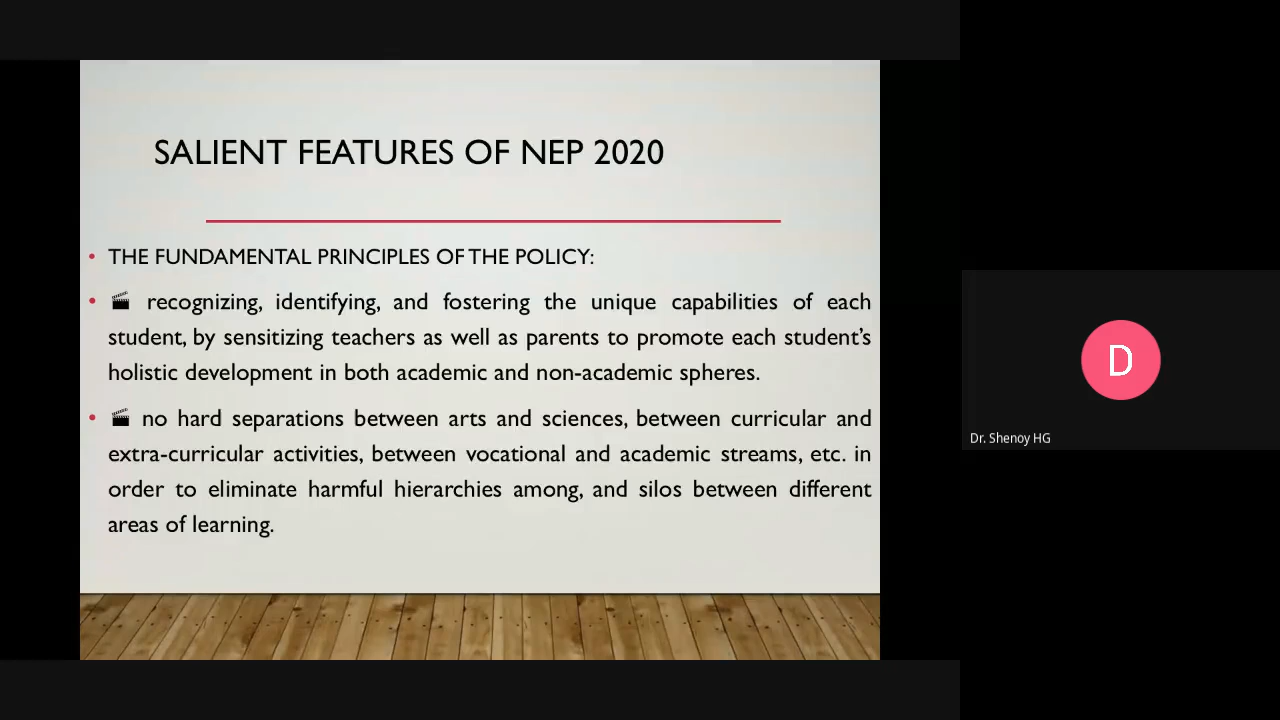 SALIENT FEATURES OF NEP 2020
• THE FUNDAMENTAL PRINCIPLES OF THE POLICY:
• 🎬 recognizing, identifying, and fostering the unique capabilities of each
student, by sensitizing teachers as well as parents to promote each student’s
holistic development in both academic and non-academic spheres.
• 🎬 no hard separations between arts and sciences, between curricular and
extra-curricular activities, between vocational and academic streams, etc. in
order to eliminate harmful hierarchies among, and silos between different
areas of learning.
D
Dr. Shenoy HG